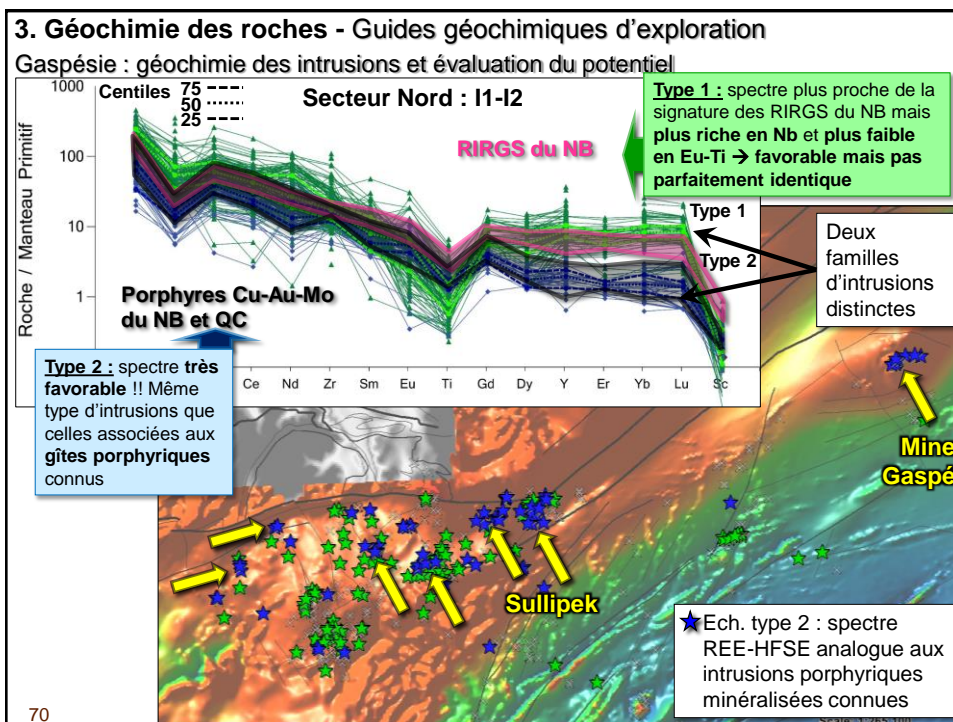 3. Géochimie des roches - Guides géochimiques d'exploration
Gaspésie : géochimie des intrusions et évaluation du potentiel
1000
100
10
1
Roche / Manteau Primitif
Centiles
75
50
25
Secteur Nord : I1-I2
RIRGS du NB
Type 1 : spectre plus proche de la
signature des RIRGS du NB mais
plus riche en Nb et plus faible
en Eu-Ti → favorable mais pas
parfaitement identique
Type 1
Type 2
Deux
familles
d'intrusions
distinctes
Porphyres Cu-Au-Mo
du NB et QC
Ce Nd Zr Sm Eu Ti Gd Dy Y Er Yb Lu Sc
Type 2 : spectre très
favorable !! Même
type d'intrusions que
celles associées aux
gîtes porphyriques
connus
Mine
Gaspé
Sullipek
Ech. type 2 : spectre
REE-HFSE analogue aux
intrusions porphyriques
minéralisées connues
70